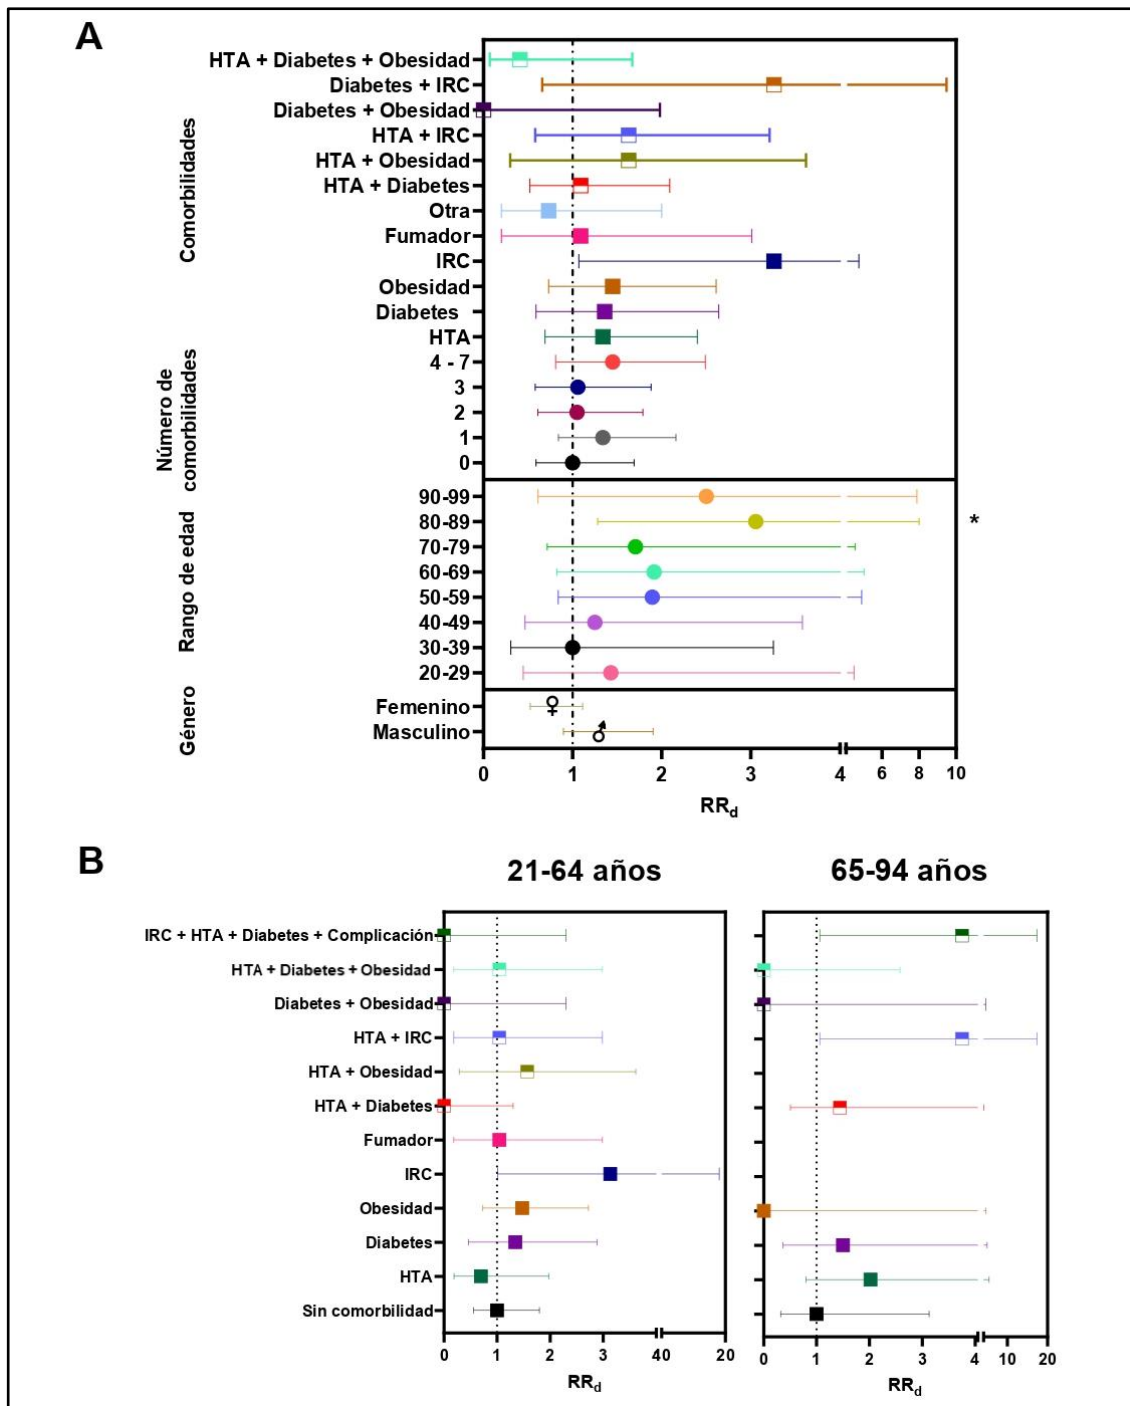 A
Comorbilidades
HTA + Diabetes + Obesidad
Diabetes + IRC
Diabetes + Obesidad
HTA + IRC
HTA + Obesidad
HTA + Diabetes
Otra
Fumador
IRC
Obesidad
Diabetes
HTA
Número de
comorbilidades
4 - 7
3
2
1
0
Rango de edad
90-99
80-89
*
70-79
60-69
50-59
40-49
30-39
20-29
Género
Femenino
♀
Masculino
♂
0 1 2 3 4 6 8 10
RRd
B
21-64 años
65-94 años
IRC + HTA + Diabetes + Complicación
HTA + Diabetes + Obesidad
Diabetes + Obesidad
HTA + IRC
HTA + Obesidad
HTA + Diabetes
Fumador
IRC
Obesidad
Diabetes
HTA
Sin comorbilidad
0 1 2 3 40 20
RRd
0 1 2 3 4 10 20
RRd